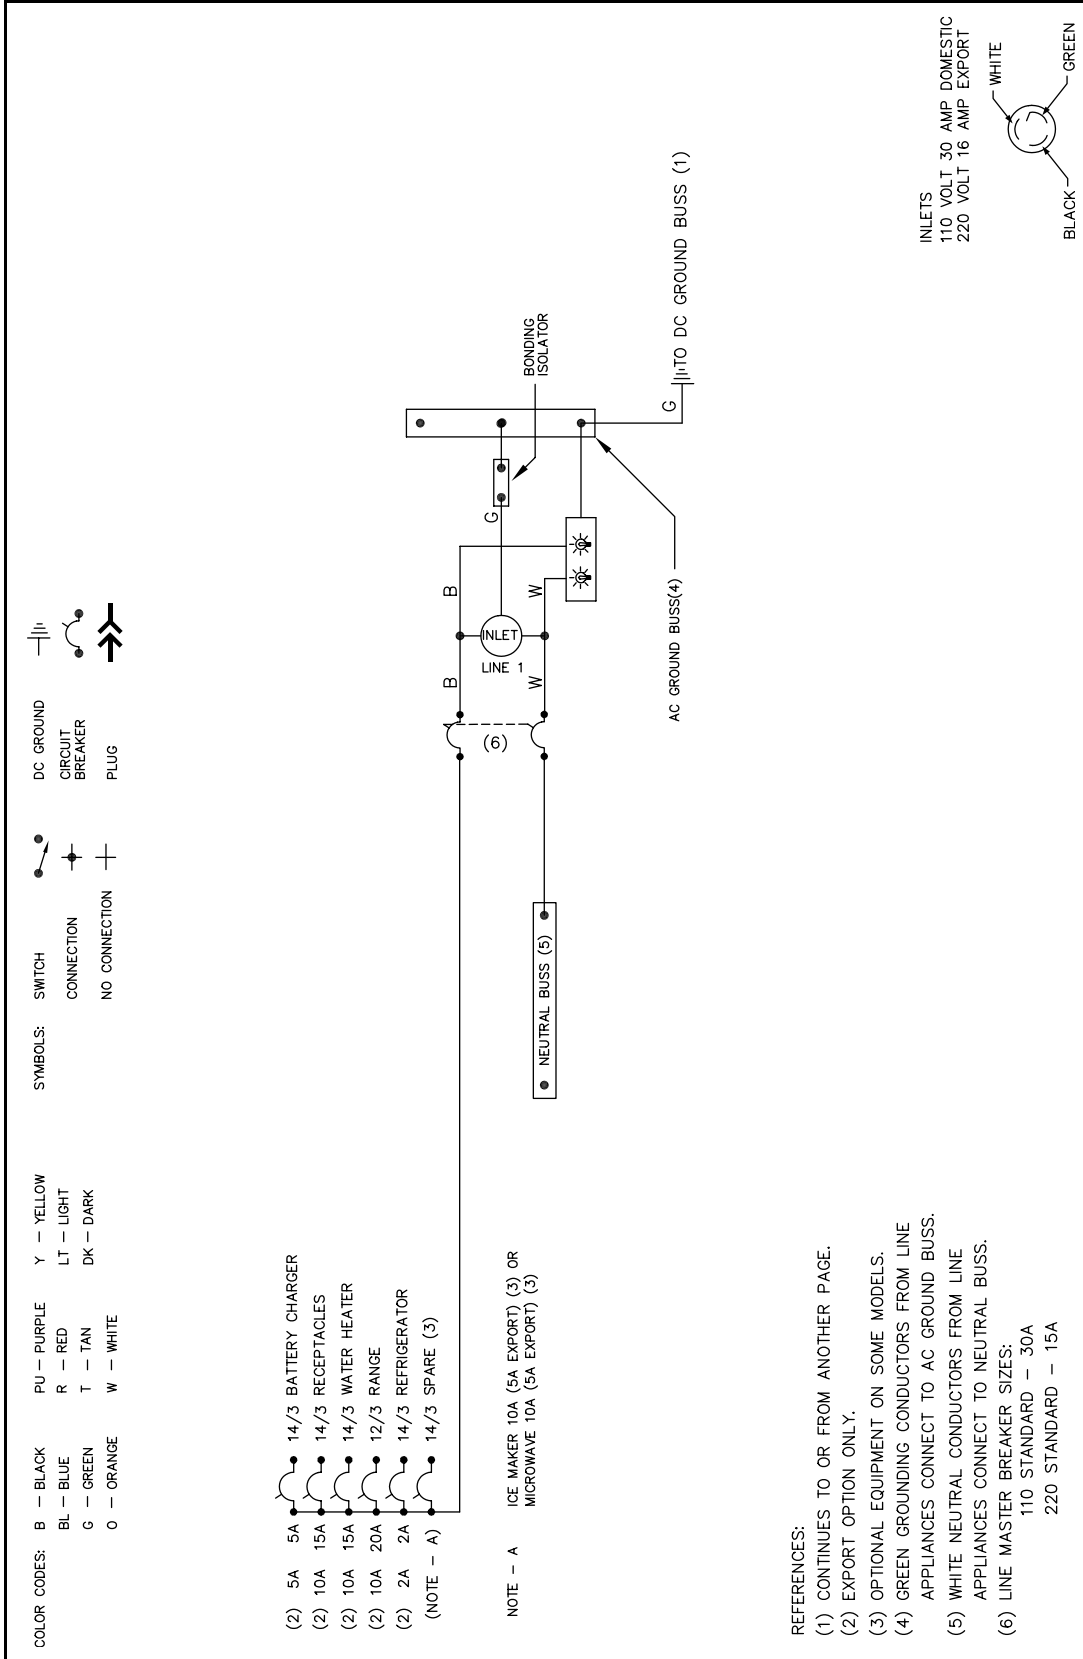 COLOR CODES: B – BLACK PU – PURPLE Y – YELLOW
BL – BLUE R – RED LT – LIGHT
G – GREEN T – TAN DK – DARK
O – ORANGE W – WHITE
SYMBOLS: SWITCH DC GROUND
CONNECTION CIRCUIT
BREAKER
NO CONNECTION PLUG
(2) 5A 5A 14/3 BATTERY CHARGER
(2) 10A 15A 14/3 RECEPTACLES
(2) 10A 15A 14/3 WATER HEATER
(2) 10A 20A 12/3 RANGE
(2) 2A 2A 14/3 REFRIGERATOR
(NOTE – A) 14/3 SPARE (3)
NOTE – A ICE MAKER 10A (5A EXPORT) (3) OR
MICROWAVE 10A (5A EXPORT) (3)
NEUTRAL BUSS (5)
(6)
B
B
W
W
INLET
LINE 1
G
BONDING
ISOLATOR
G
TO DC GROUND BUSS (1)
AC GROUND BUSS(4)
REFERENCES:
(1) CONTINUES TO OR FROM ANOTHER PAGE.
(2) EXPORT OPTION ONLY.
(3) OPTIONAL EQUIPMENT ON SOME MODELS.
(4) GREEN GROUNDING CONDUCTORS FROM LINE
APPLIANCES CONNECT TO AC GROUND BUSS.
(5) WHITE NEUTRAL CONDUCTORS FROM LINE
APPLIANCES CONNECT TO NEUTRAL BUSS.
(6) LINE MASTER BREAKER SIZES:
110 STANDARD – 30A
220 STANDARD – 15A
INLETS
110 VOLT 30 AMP DOMESTIC
220 VOLT 16 AMP EXPORT
WHITE
BLACK
GREEN